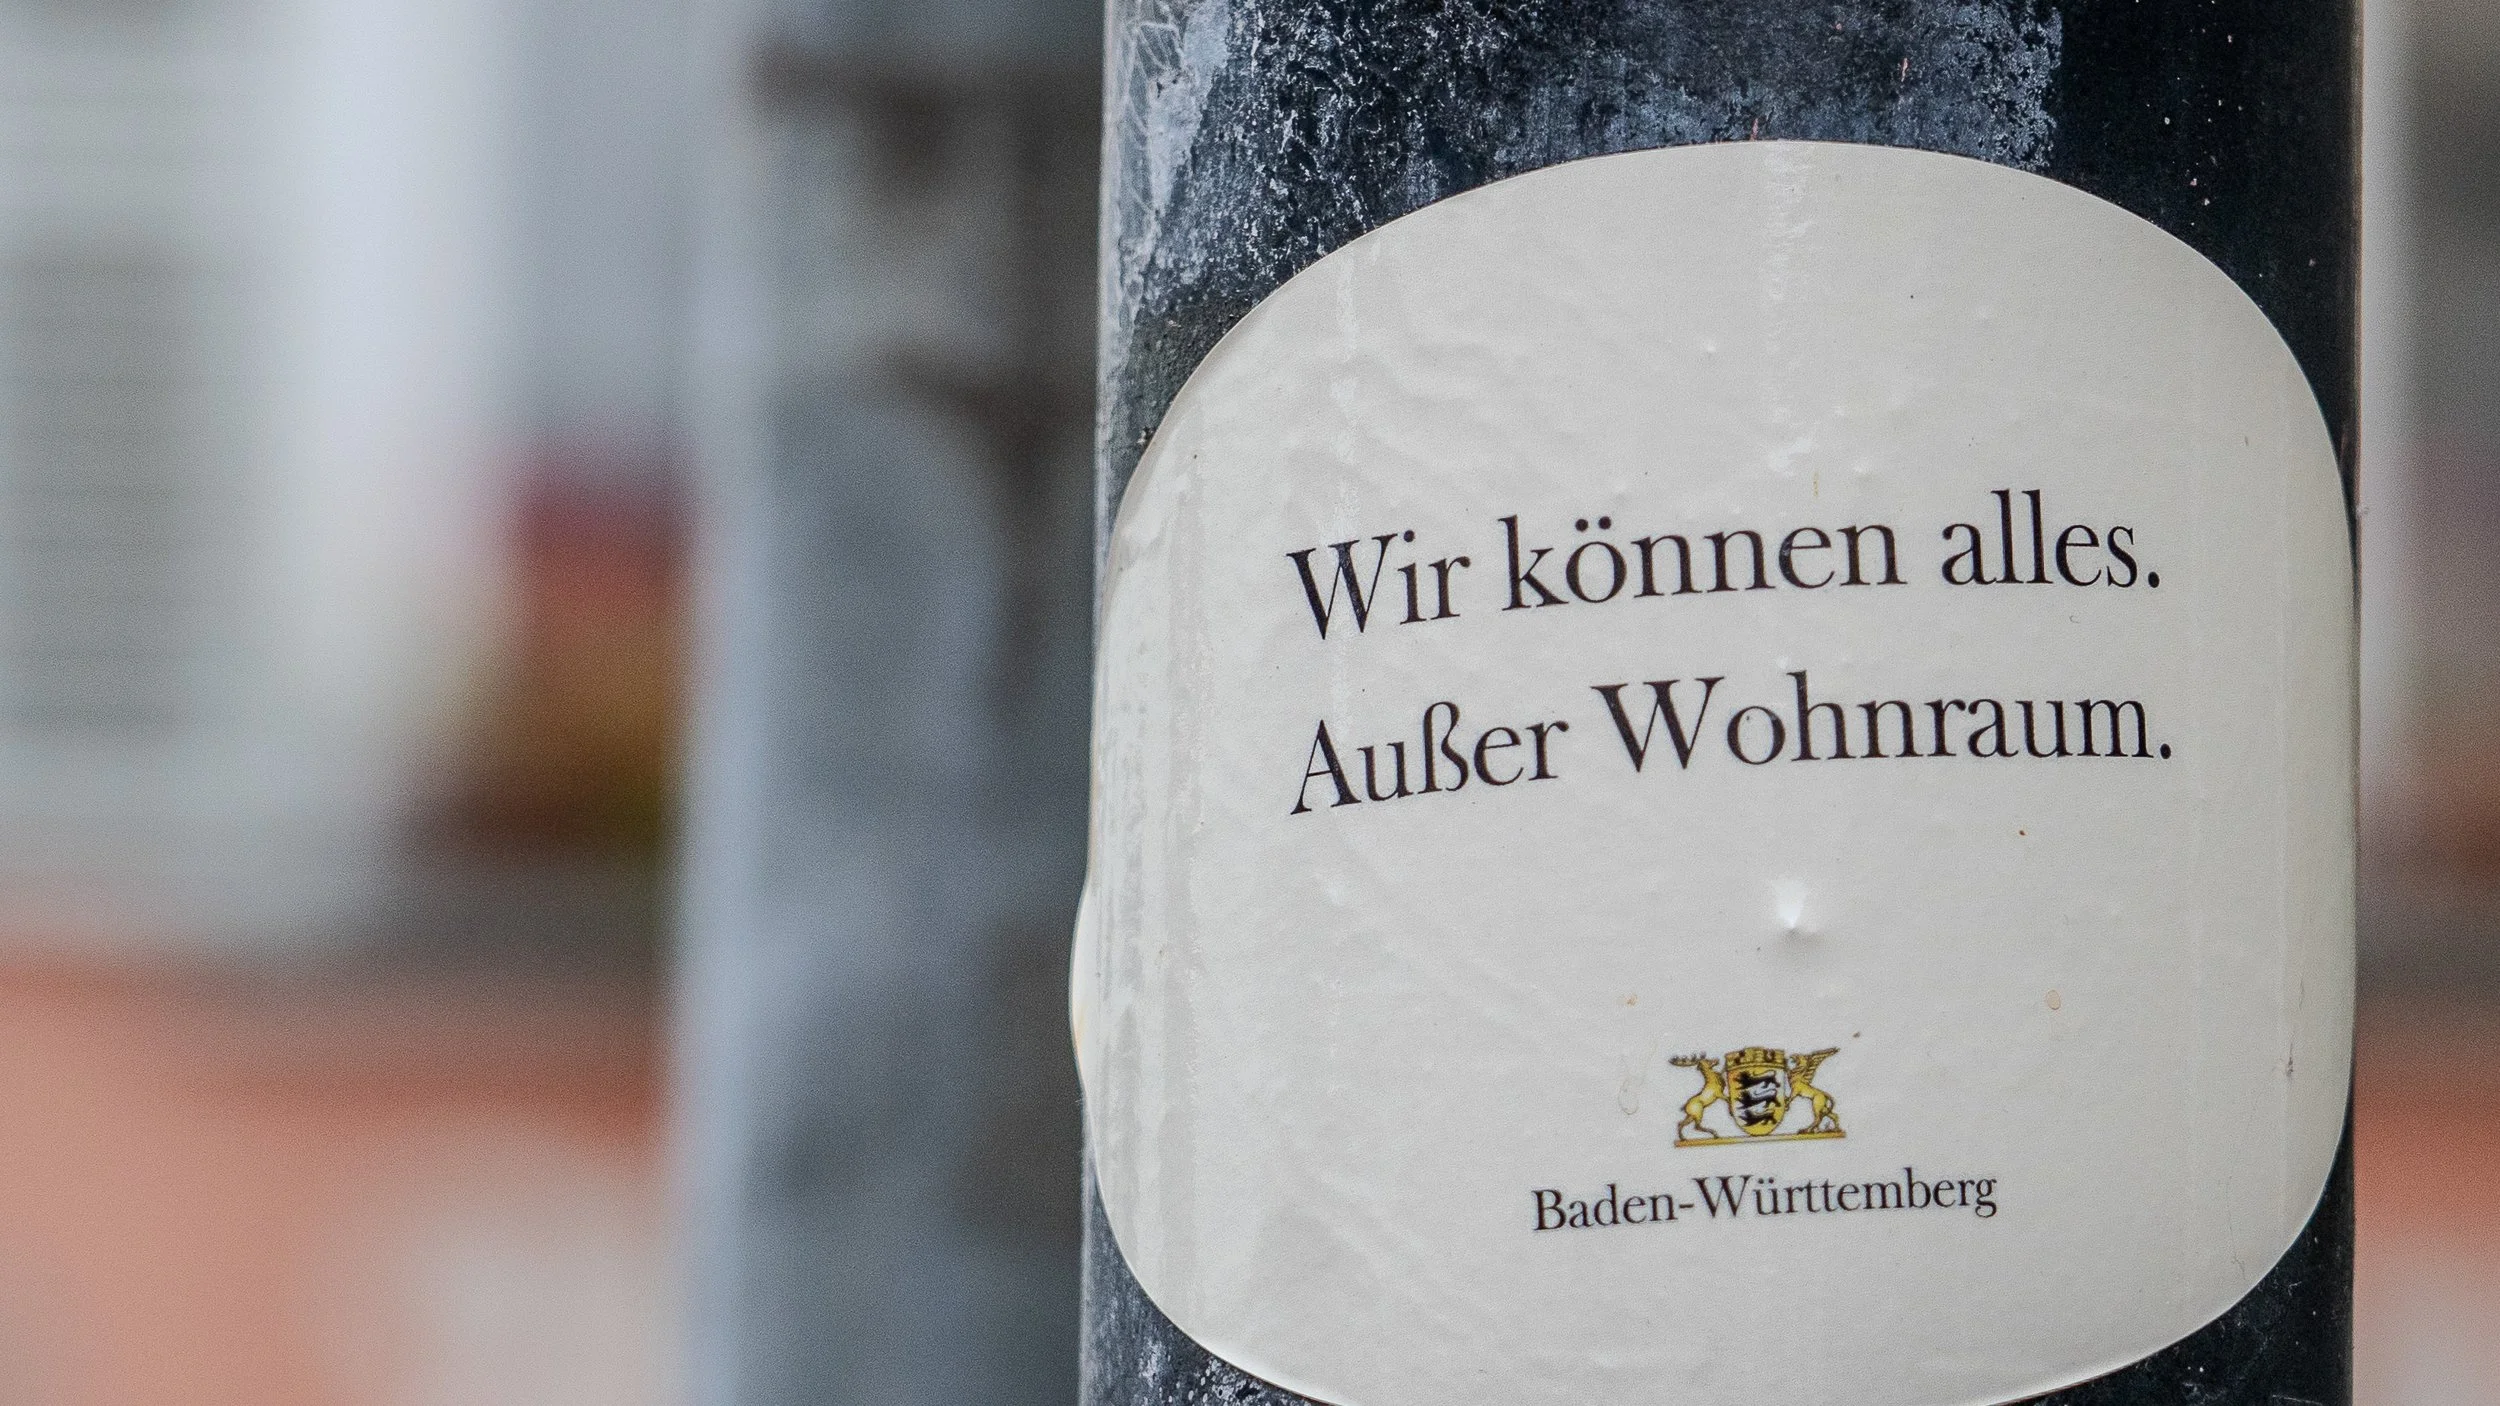 Wir können alles.
Außer Wohnraum.
Baden-Württemberg